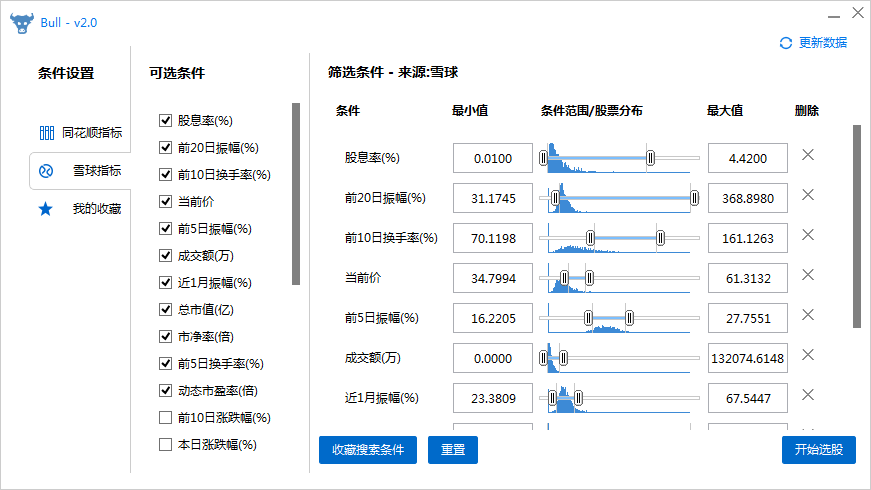 Bull - v2.0
更新数据
条件设置
同花顺指标
雪球指标
我的收藏
可选条件
股息率(%)
前20日振幅(%)
前10日换手率(%)
当前价
前5日振幅(%)
成交额(万)
近1月振幅(%)
总市值(亿)
市净率(倍)
前5日换手率(%)
动态市盈率(倍)
前10日涨跌幅(%)
本日涨跌幅(%)
筛选条件 - 来源:雪球
条件 最小值 条件范围/股票分布 最大值 删除
股息率(%) 0.0100 4.4200
前20日振幅(%) 31.1745 368.8980
前10日换手率(%) 70.1198 161.1263
当前价 34.7994 61.3132
前5日振幅(%) 16.2205 27.7551
成交额(万) 0.0000 132074.6148
近1月振幅(%) 23.3809 67.5447
收藏搜素条件 重置 开始选股